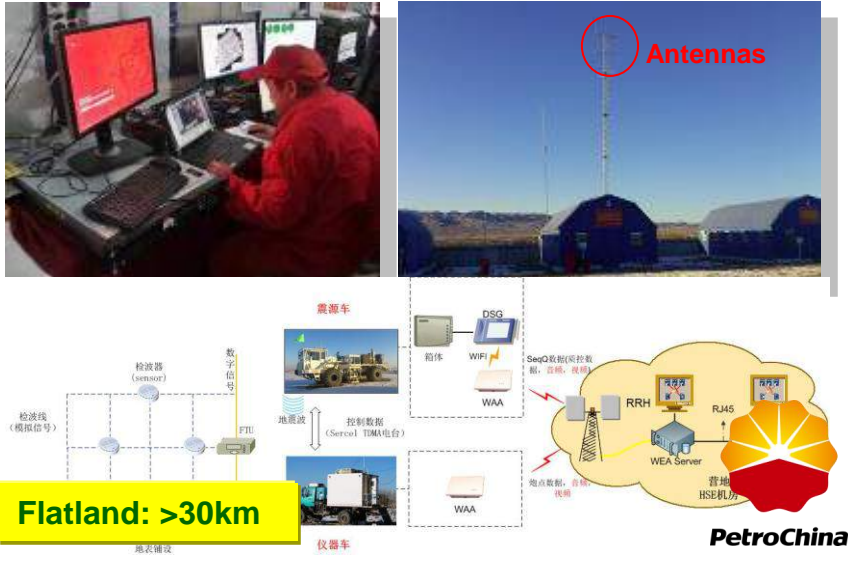 Antennas
震源车
DSG
箱体
WiFi
WAA
SeqQ数据(质控数
据，音频，视频)
数
字
信
号
检波器
(sensor)
检波线
(模拟信号)
FTU
地震波
控制数据
(Sercel TDMA电台)
RRH
RJ45
WEA Server
营地
HSE机房
WAA
炮点数据，音频，
视频
Flatland: >30km
地表铺设
仪器车
PetroChina